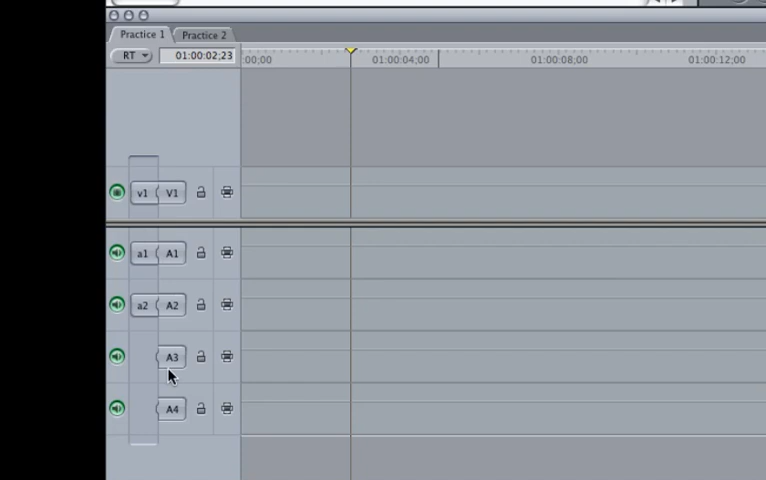 Practice 1 Practice 2
RT 01:00:02;23 :00;00 01:00:04;00 01:00:08;00 01:00:12;00
v1 V1
a1 A1
a2 A2
A3
A4